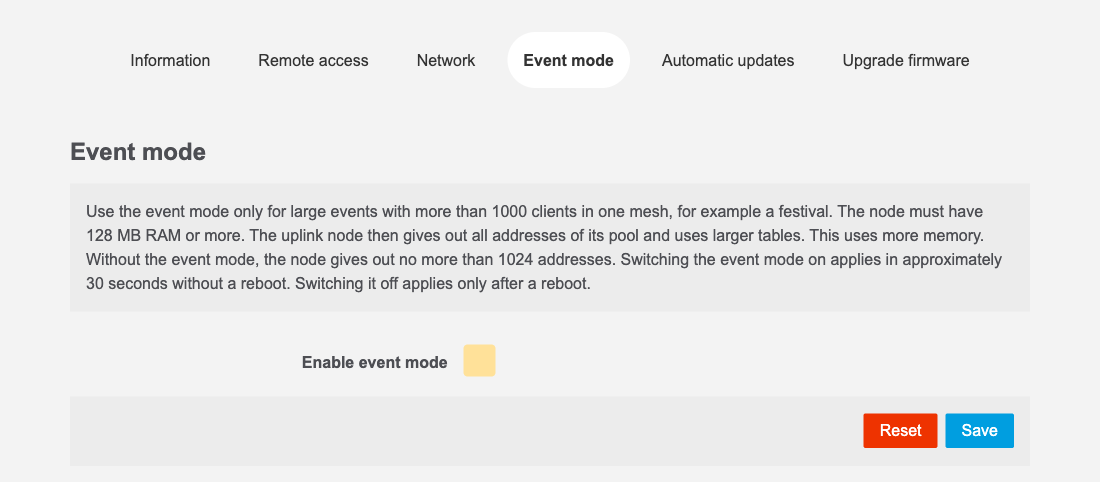 Information
Remote access
Network
Event mode
Automatic updates
Upgrade firmware
Event mode
Use the event mode only for large events with more than 1000 clients in one mesh, for example a festival. The node must have
128 MB RAM or more. The uplink node then gives out all addresses of its pool and uses larger tables. This uses more memory.
Without the event mode, the node gives out no more than 1024 addresses. Switching the event mode on applies in approximately
30 seconds without a reboot. Switching it off applies only after a reboot.
Enable event mode
Reset
Save